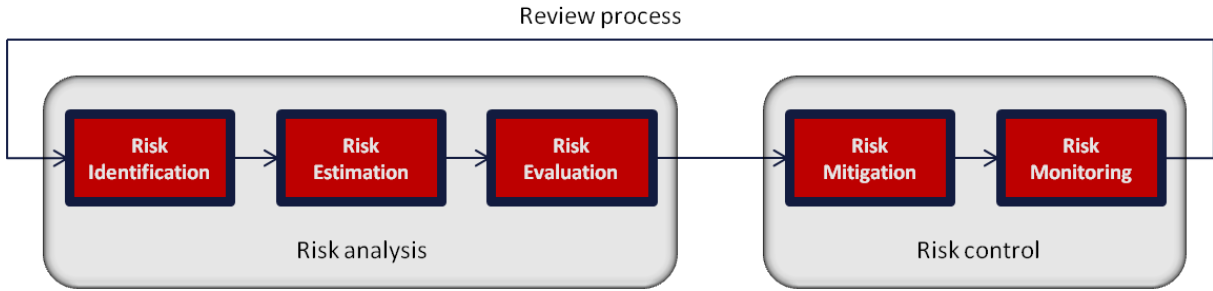 Review process
Risk
Identification
Risk
Estimation
Risk
Evaluation
Risk
Mitigation
Risk
Monitoring
Risk analysis
Risk control